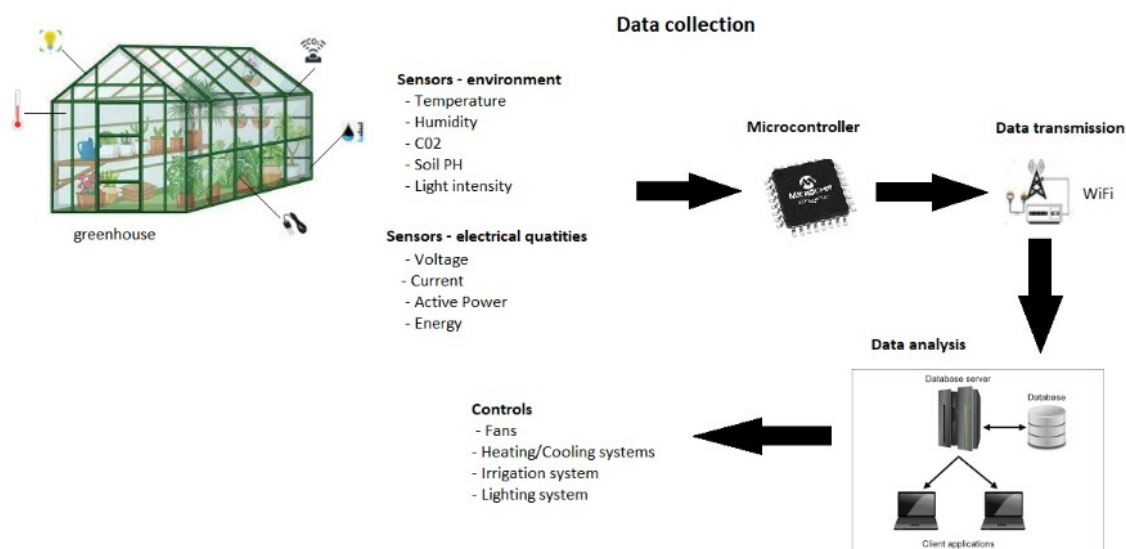 Data collection
CO2
greenhouse
Sensors - environment
- Temperature
- Humidity
- C02
- Soil PH
- Light intensity
Sensors - electrical quatities
- Voltage
- Current
- Active Power
- Energy
Microcontroller
MICROCHIP
Data transmission
WiFi
Data analysis
Database server
Database
Client applications
Controls
- Fans
- Heating/Cooling systems
- Irrigation system
- Lighting system